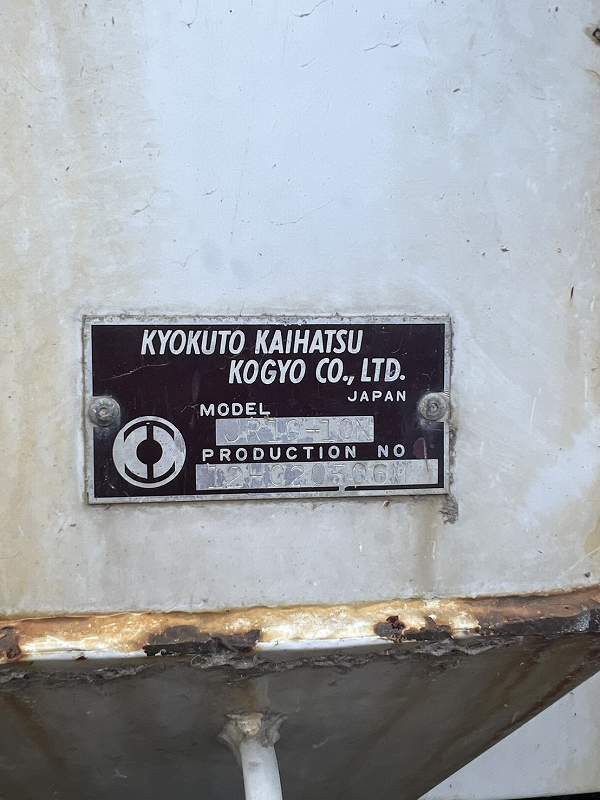 KYOKUTO KAIHATSU
KOGYO CO., LTD.
JAPAN
MODEL
PRODUCTION NO